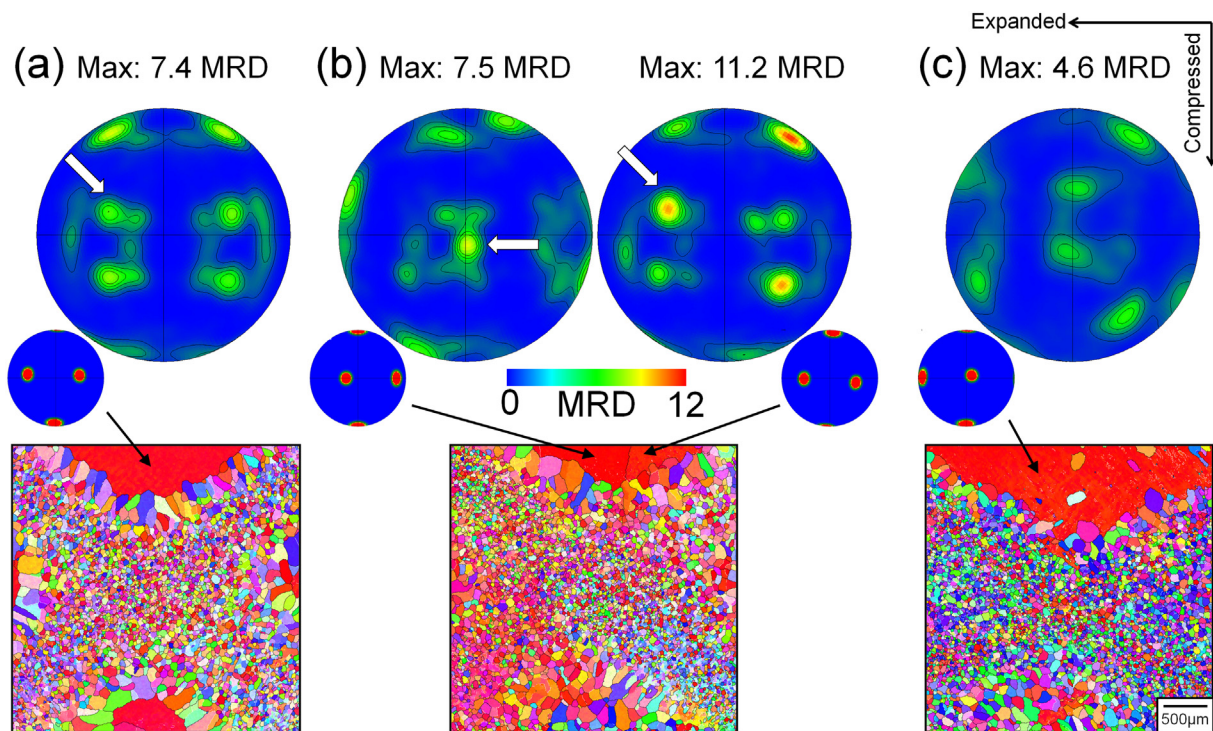 Expanded
Compressed
(a) Max: 7.4 MRD
(b) Max: 7.5 MRD
Max: 11.2 MRD
(c) Max: 4.6 MRD
0 MRD 12
500µm